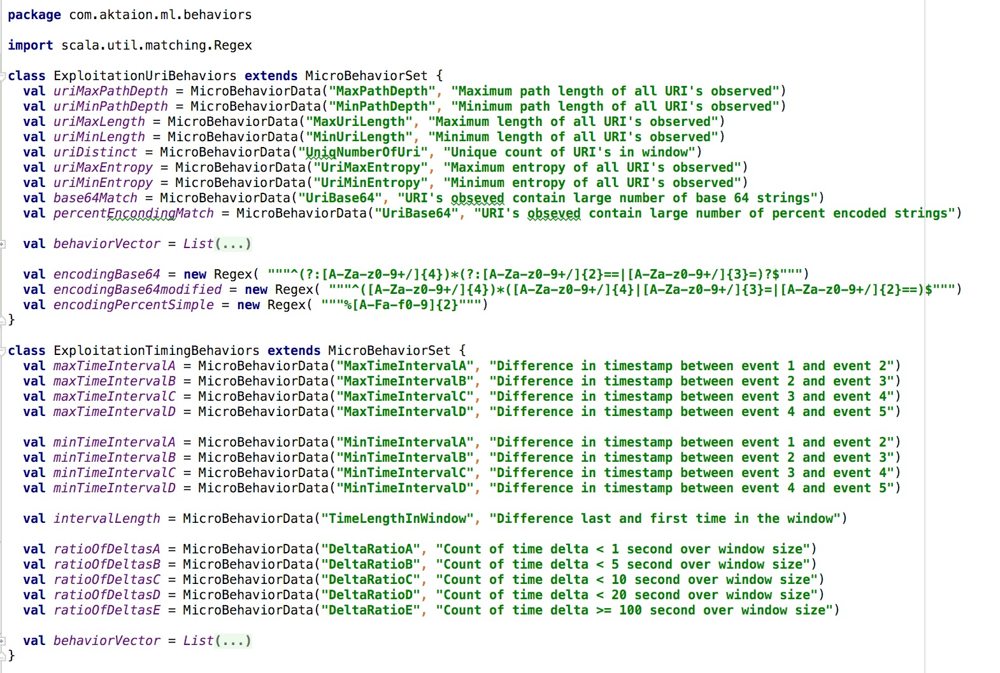 package com.aktaion.ml.behaviors
import scala.util.matching.Regex
class ExploitationUriBehaviors extends MicroBehaviorSet {
  val uriMaxPathDepth = MicroBehaviorData("MaxPathDepth", "Maximum path length of all URI's observed")
  val uriMinPathDepth = MicroBehaviorData("MinPathDepth", "Minimum path length of all URI's observed")
  val uriMaxLength = MicroBehaviorData("MaxUriLength", "Maximum length of all URI's observed")
  val uriMinLength = MicroBehaviorData("MinUriLength", "Minimum length of all URI's observed")
  val uriDistinct = MicroBehaviorData("UniqNumberOfUri", "Unique count of URI's in window")
  val uriMaxEntropy = MicroBehaviorData("UriMaxEntropy", "Maximum entropy of all URI's observed")
  val uriMinEntropy = MicroBehaviorData("UriMinEntropy", "Minimum entropy of all URI's observed")
  val base64Match = MicroBehaviorData("UriBase64", "URI's obseved contain large number of base 64 strings")
  val percentEncondingMatch = MicroBehaviorData("UriBase64", "URI's obseved contain large number of percent encoded strings")
  val behaviorVector = List(...)
  val encodingBase64 = new Regex( """^(?:[A-Za-z0-9+/]{4})*(?:[A-Za-z0-9+/]{2}==|[A-Za-z0-9+/]{3}=)?$""")
  val encodingBase64modified = new Regex( """^([A-Za-z0-9+/]{4})*([A-Za-z0-9+/]{4}|[A-Za-z0-9+/]{3}=|[A-Za-z0-9+/]{2}==)$""")
  val encodingPercentSimple = new Regex( """%[A-Fa-f0-9]{2}""")
}
class ExploitationTimingBehaviors extends MicroBehaviorSet {
  val maxTimeIntervalA = MicroBehaviorData("MaxTimeIntervalA", "Difference in timestamp between event 1 and event 2")
  val maxTimeIntervalB = MicroBehaviorData("MaxTimeIntervalB", "Difference in timestamp between event 2 and event 3")
  val maxTimeIntervalC = MicroBehaviorData("MaxTimeIntervalC", "Difference in timestamp between event 3 and event 4")
  val maxTimeIntervalD = MicroBehaviorData("MaxTimeIntervalD", "Difference in timestamp between event 4 and event 5")
  val minTimeIntervalA = MicroBehaviorData("MinTimeIntervalA", "Difference in timestamp between event 1 and event 2")
  val minTimeIntervalB = MicroBehaviorData("MinTimeIntervalB", "Difference in timestamp between event 2 and event 3")
  val minTimeIntervalC = MicroBehaviorData("MinTimeIntervalC", "Difference in timestamp between event 3 and event 4")
  val minTimeIntervalD = MicroBehaviorData("MinTimeIntervalD", "Difference in timestamp between event 4 and event 5")
  val intervalLength = MicroBehaviorData("TimeLengthInWindow", "Difference last and first time in the window")
  val ratioOfDeltasA = MicroBehaviorData("DeltaRatioA", "Count of time delta < 1 second over window size")
  val ratioOfDeltasB = MicroBehaviorData("DeltaRatioB", "Count of time delta < 5 second over window size")
  val ratioOfDeltasC = MicroBehaviorData("DeltaRatioC", "Count of time delta < 10 second over window size")
  val ratioOfDeltasD = MicroBehaviorData("DeltaRatioD", "Count of time delta < 20 second over window size")
  val ratioOfDeltasE = MicroBehaviorData("DeltaRatioE", "Count of time delta >= 100 second over window size")
  val behaviorVector = List(...)
}